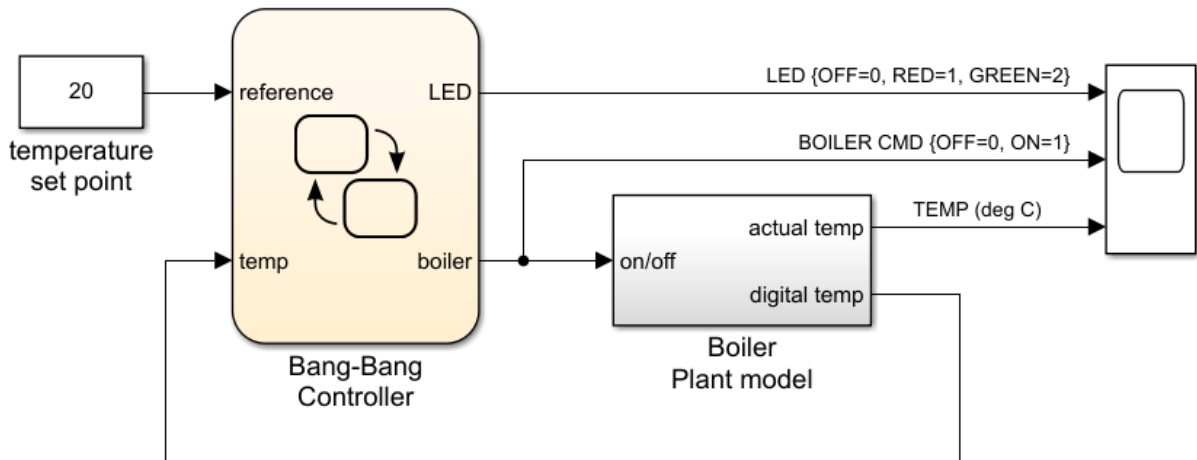 20
temperature
set point
reference
temp
LED
boiler
Bang-Bang
Controller
LED {OFF=0, RED=1, GREEN=2}
BOILER CMD {OFF=0, ON=1}
TEMP (deg C)
on/off
actual temp
digital temp
Boiler
Plant model